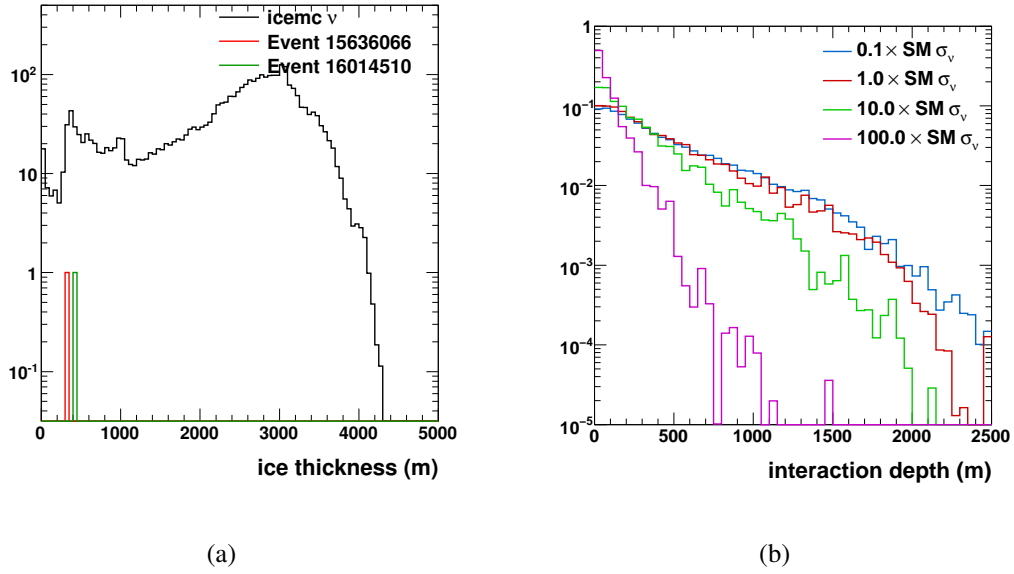 icemc ν
Event 15636066
Event 16014510
10²
10
1
10⁻¹
0 1000 2000 3000 4000 5000
ice thickness (m)
(a)
0.1 × SM σν
1.0 × SM σν
10.0 × SM σν
100.0 × SM σν
1
10⁻¹
10⁻²
10⁻³
10⁻⁴
10⁻⁵
0 500 1000 1500 2000 2500
interaction depth (m)
(b)